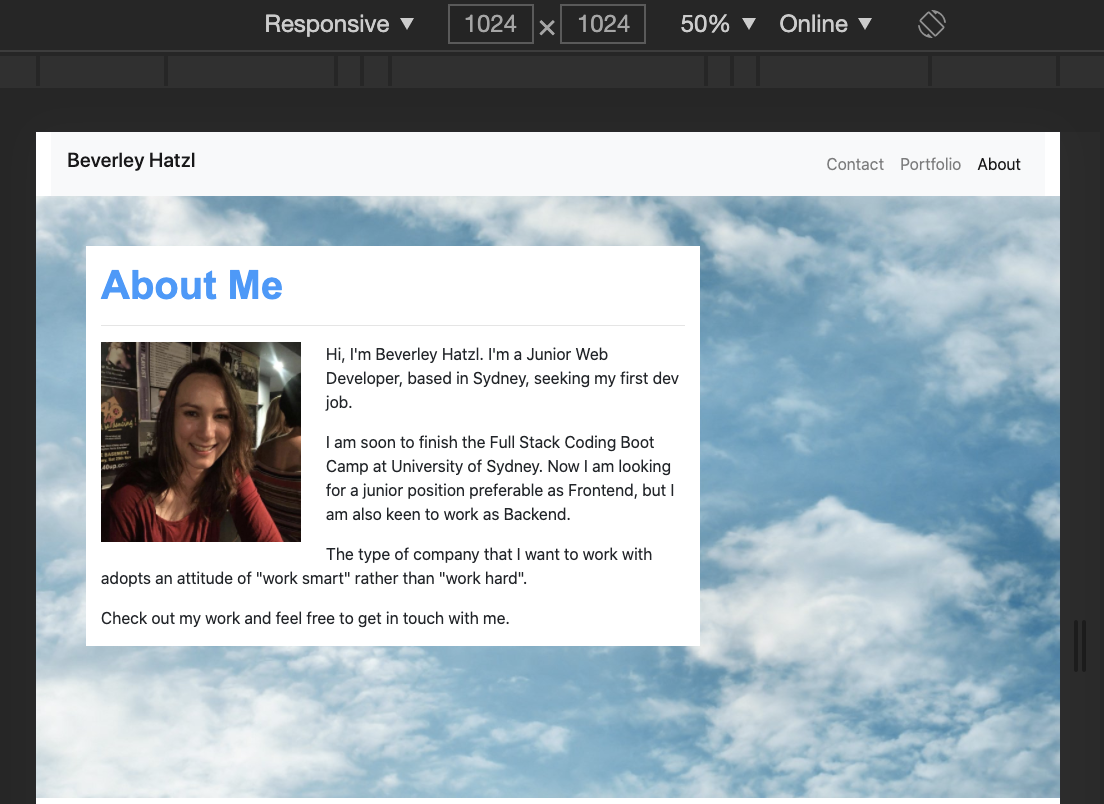 Responsive ▼ 1024 × 1024 50% ▼ Online ▼
Beverley Hatzl
Contact Portfolio About
About Me
Hi, I'm Beverley Hatzl. I'm a Junior Web
Developer, based in Sydney, seeking my first dev
job.
I am soon to finish the Full Stack Coding Boot
Camp at University of Sydney. Now I am looking
for a junior position preferable as Frontend, but I
am also keen to work as Backend.
The type of company that I want to work with
adopts an attitude of "work smart" rather than "work hard".
Check out my work and feel free to get in touch with me.